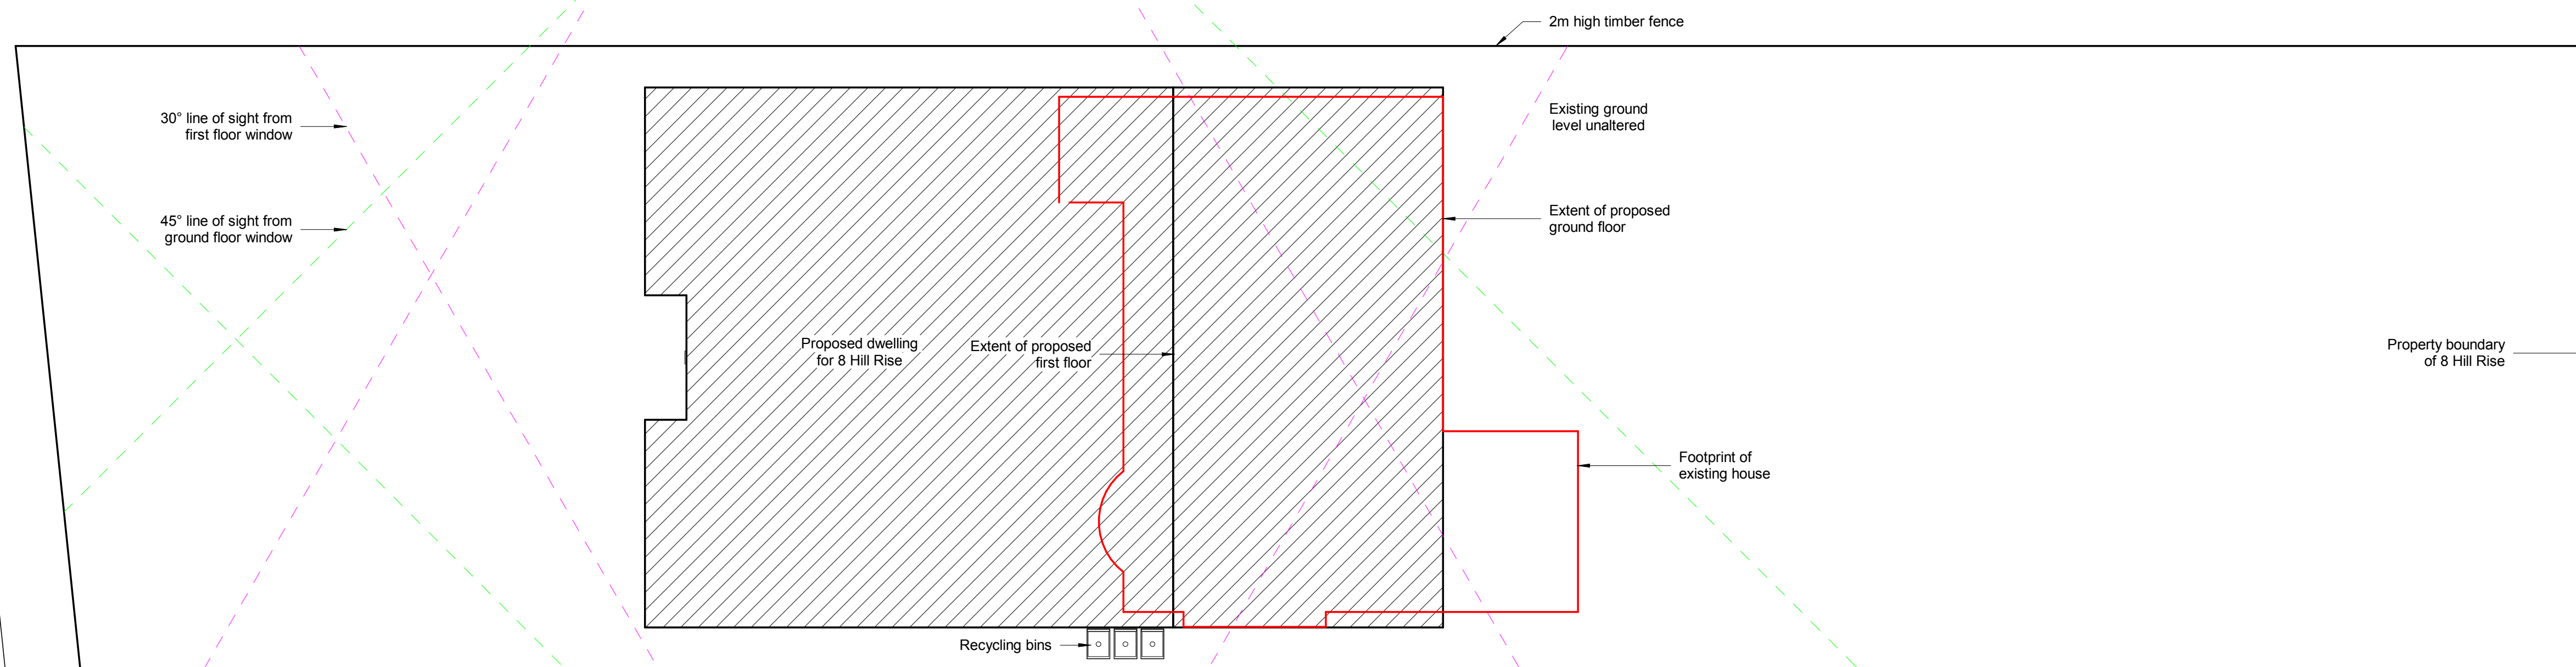 2m high timber fence
30° line of sight from
first floor window
Existing ground
level unaltered
45° line of sight from
ground floor window
Extent of proposed
ground floor
Proposed dwelling
for 8 Hill Rise
Extent of proposed
first floor
Property boundary
of 8 Hill Rise
Footprint of
existing house
Recycling bins